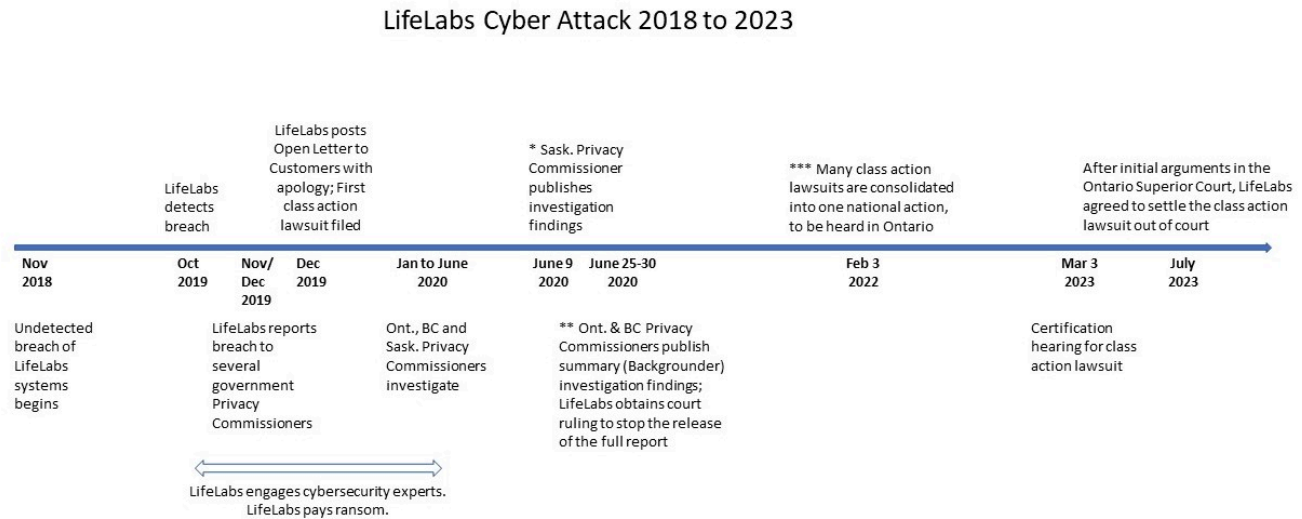 LifeLabs Cyber Attack 2018 to 2023
LifeLabs
detects
breach
LifeLabs posts
Open Letter to
Customers with
apology; First
class action
lawsuit filed
* Sask. Privacy
Commissioner
publishes
investigation
findings
*** Many class action
lawsuits are consolidated
into one national action,
to be heard in Ontario
After initial arguments in the
Ontario Superior Court, LifeLabs
agreed to settle the class action
lawsuit out of court
Nov
2018
Oct
2019
Nov/
Dec
2019
Dec
2019
Jan to June
2020
June 9
2020
June 25-30
2020
Feb 3
2022
Mar 3
2023
July
2023
Undetected
breach of
LifeLabs
systems
begins
LifeLabs reports
breach to
several
government
Privacy
Commissioners
Ont., BC and
Sask. Privacy
Commissioners
investigate
** Ont. & BC Privacy
Commissioners publish
summary (Backgrounder)
investigation findings;
LifeLabs obtains court
ruling to stop the release
of the full report
Certification
hearing for class
action lawsuit
LifeLabs engages cybersecurity experts.
LifeLabs pays ransom.